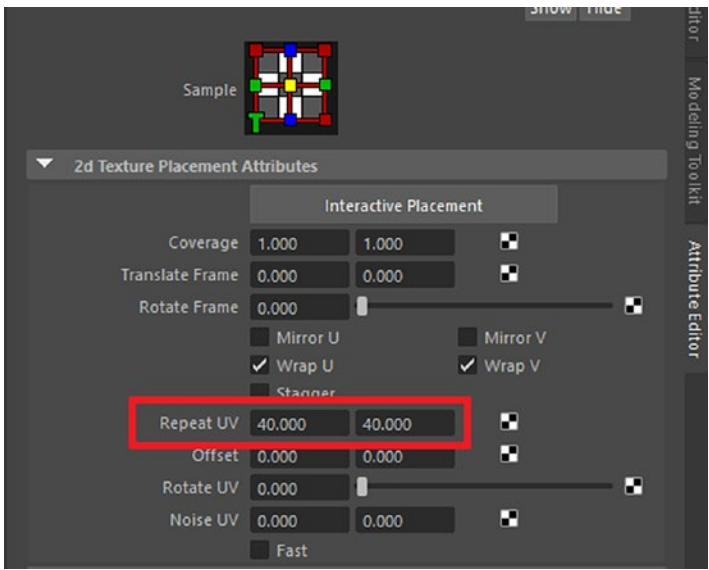 Show Hide
Sample
2d Texture Placement Attributes
Interactive Placement
Coverage 1.000 1.000
Translate Frame 0.000 0.000
Rotate Frame 0.000
Mirror U Mirror V
Wrap U Wrap V
Stagger
Repeat UV 40.000 40.000
Offset 0.000 0.000
Rotate UV 0.000
Noise UV 0.000 0.000
Fast
Modeling Toolkit
Attribute Editor